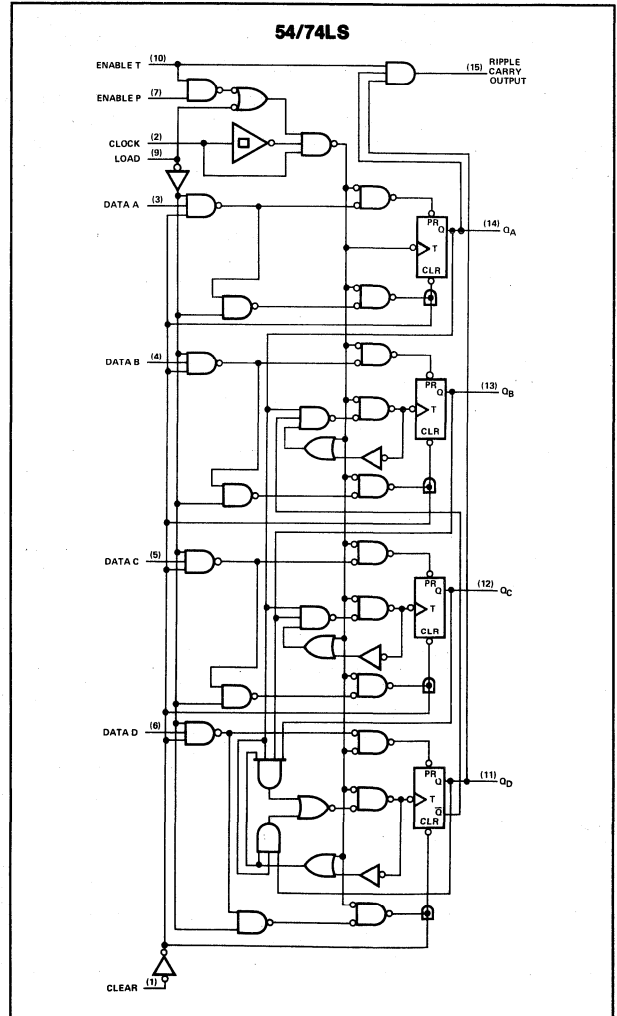 54/74LS
ENABLE T (10)
(15) RIPPLE CARRY OUTPUT
ENABLE P (7)
CLOCK (2)
LOAD (9)
DATA A (3)
PR
Q (14) QA
T
CLR
DATA B (4)
PR
Q (13) QB
T
CLR
DATA C (5)
PR
Q (12) QC
T
CLR
DATA D (6)
PR
Q (11) QD
T
Q̅
CLR
CLEAR (1)